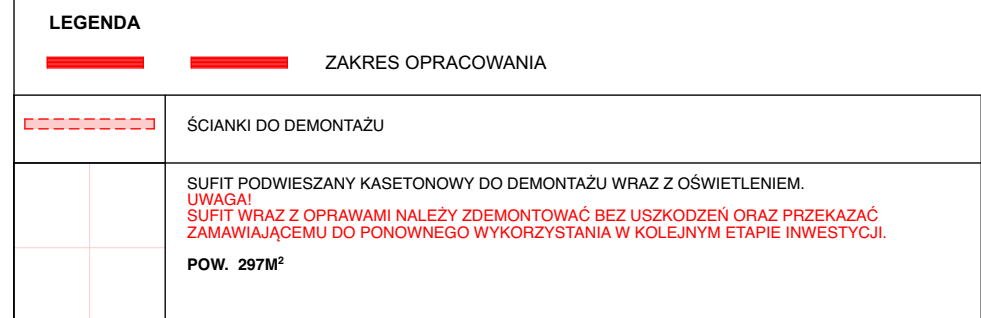 LEGENDA
ZAKRES OPRACOWANIA
ŚCIANKI DO DEMONTAŻU
SUFIT PODWIESZANY KASETONOWY DO DEMONTAŻU WRAZ Z OŚWIETLENIEM.
UWAGA!
SUFIT WRAZ Z OPRAWAMI NALEŻY ZDEMONTOWAĆ BEZ USZKODZEŃ ORAZ PRZEKAZAĆ
ZAMAWIAJĄCEMU DO PONOWNEGO WYKORZYSTANIA W KOLEJNYM ETAPIE INWESTYCJI.
POW. 297M²